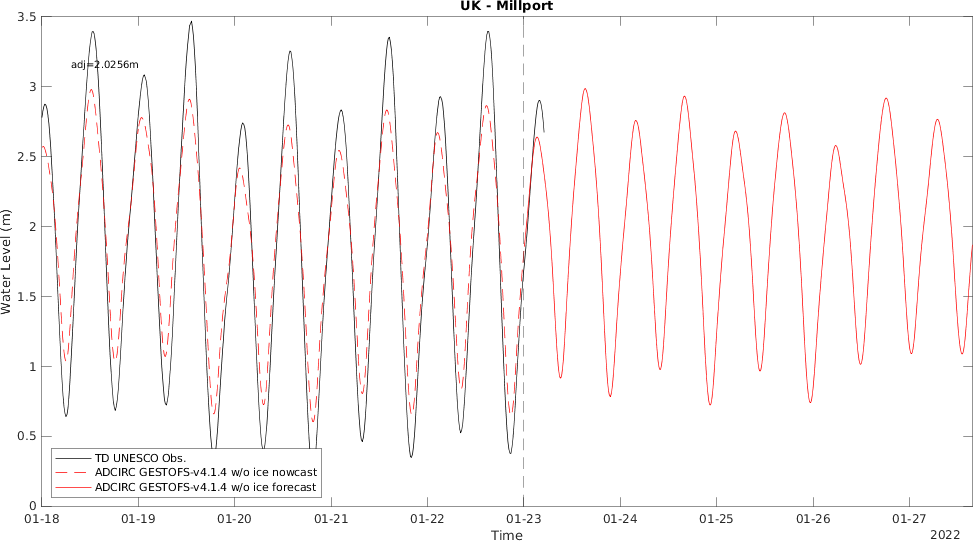 UK - Millport
3.5
3
2.5
2
1.5
1
0.5
0
Water Level (m)
adj=2.0256m
TD UNESCO Obs.
ADCIRC GESTOFS-v4.1.4 w/o ice nowcast
ADCIRC GESTOFS-v4.1.4 w/o ice forecast
01-18 01-19 01-20 01-21 01-22 01-23 01-24 01-25 01-26 01-27
Time
2022